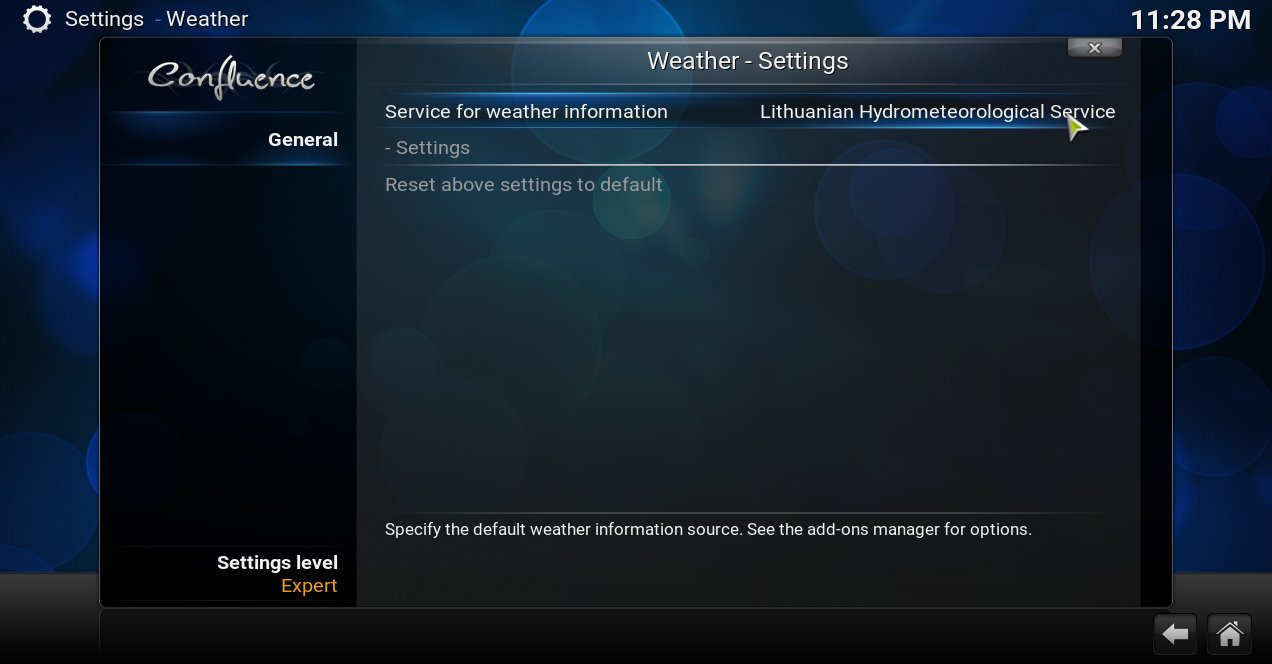 Settings - Weather
11:28 PM
Confluence
Weather - Settings
General
Service for weather information Lithuanian Hydrometeorological Service
- Settings
Reset above settings to default
Specify the default weather information source. See the add-ons manager for options.
Settings level
Expert